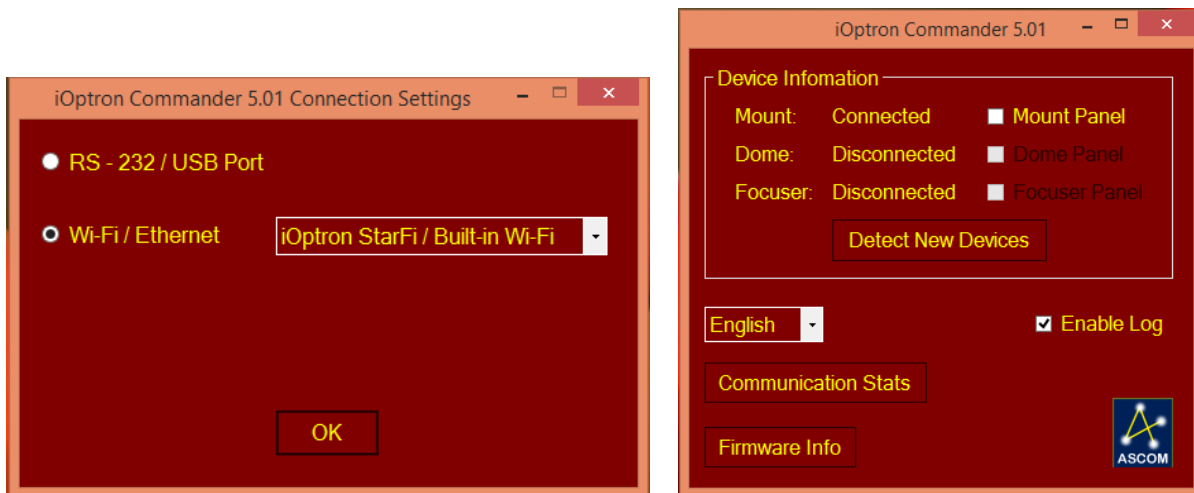 iOptron Commander 5.01 Connection Settings
RS - 232 / USB Port
Wi-Fi / Ethernet
iOptron StarFi / Built-in Wi-Fi
OK
iOptron Commander 5.01
Device Infomation
Mount: Connected Mount Panel
Dome: Disconnected Dome Panel
Focuser: Disconnected Focuser Panel
Detect New Devices
English
Enable Log
Communication Stats
Firmware Info
ASCOM